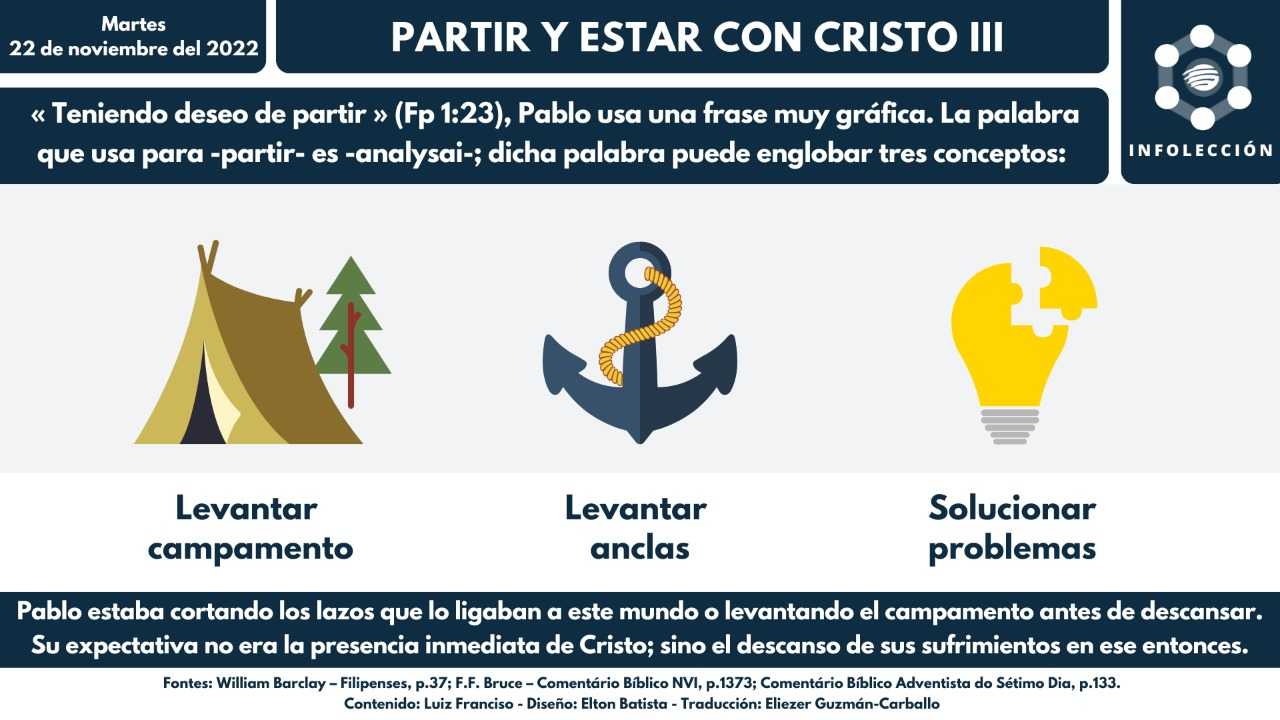 Martes
22 de noviembre del 2022
PARTIR Y ESTAR CON CRISTO III
« Teniendo deseo de partir » (Fp 1:23), Pablo usa una frase muy gráfica. La palabra
que usa para -partir- es -analysai-; dicha palabra puede englobar tres conceptos:
INFOLECCIÓN
Levantar
campamento
Levantar
anclas
Solucionar
problemas
Pablo estaba cortando los lazos que lo ligaban a este mundo o levantando el campamento antes de descansar.
Su expectativa no era la presencia inmediata de Cristo; sino el descanso de sus sufrimientos en ese entonces.
Fontes: William Barclay – Filipenses, p.37; F.F. Bruce – Comentário Bíblico NVI, p.1373; Comentário Bíblico Adventista do Sétimo Dia, p.133.
Contenido: Luiz Franciso - Diseño: Elton Batista - Traducción: Eliezer Guzmán-Carballo